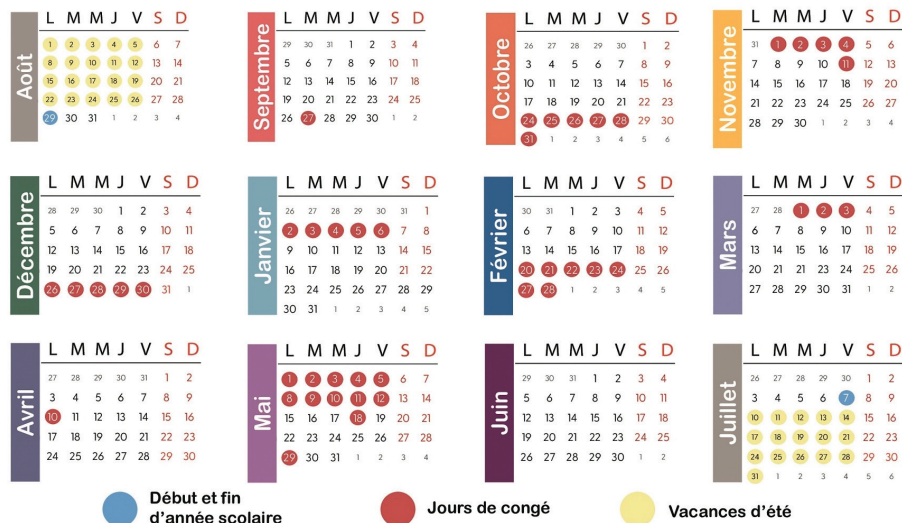 Août
L M M J V S D
1 2 3 4 5 6 7
8 9 10 11 12 13 14
15 16 17 18 19 20 21
22 23 24 25 26 27 28
29 30 31 1 2 3 4
Septembre
L M M J V S D
29 30 31 1 2 3 4
5 6 7 8 9 10 11
12 13 14 15 16 17 18
19 20 21 22 23 24 25
26 27 28 29 30 1 2
Octobre
L M M J V S D
26 27 28 29 30 1 2
3 4 5 6 7 8 9
10 11 12 13 14 15 16
17 18 19 20 21 22 23
24 25 26 27 28 29 30
31 1 2 3 4 5 6
Novembre
L M M J V S D
31 1 2 3 4 5 6
7 8 9 10 11 12 13
14 15 16 17 18 19 20
21 22 23 24 25 26 27
28 29 30 1 2 3 4
Décembre
L M M J V S D
28 29 30 1 2 3 4
5 6 7 8 9 10 11
12 13 14 15 16 17 18
19 20 21 22 23 24 25
26 27 28 29 30 31 1
Janvier
L M M J V S D
26 27 28 29 30 31 1
2 3 4 5 6 7 8
9 10 11 12 13 14 15
16 17 18 19 20 21 22
23 24 25 26 27 28 29
30 31 1 2 3 4 5
Février
L M M J V S D
30 31 1 2 3 4 5
6 7 8 9 10 11 12
13 14 15 16 17 18 19
20 21 22 23 24 25 26
27 28 1 2 3 4 5
Mars
L M M J V S D
27 28 1 2 3 4 5
6 7 8 9 10 11 12
13 14 15 16 17 18 19
20 21 22 23 24 25 26
27 28 29 30 31 1 2
Avril
L M M J V S D
27 28 29 30 31 1 2
3 4 5 6 7 8 9
10 11 12 13 14 15 16
17 18 19 20 21 22 23
24 25 26 27 28 29 30
Mai
L M M J V S D
1 2 3 4 5 6 7
8 9 10 11 12 13 14
15 16 17 18 19 20 21
22 23 24 25 26 27 28
29 30 31 1 2 3 4
Juin
L M M J V S D
29 30 31 1 2 3 4
5 6 7 8 9 10 11
12 13 14 15 16 17 18
19 20 21 22 23 24 25
26 27 28 29 30 1 2
Juillet
L M M J V S D
26 27 28 29 30 1 2
3 4 5 6 7 8 9
10 11 12 13 14 15 16
17 18 19 20 21 22 23
24 25 26 27 28 29 30
31 1 2 3 4 5 6
Début et fin
d'année scolaire
Jours de congé
Vacances d'été